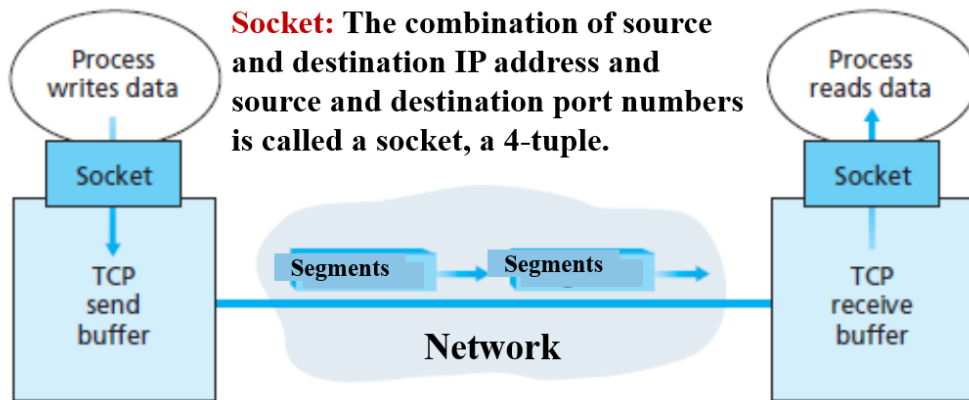 Socket: The combination of source
and destination IP address and
source and destination port numbers
is called a socket, a 4-tuple.
Process
writes data
Process
reads data
Socket
Socket
Segments
Segments
TCP
send
buffer
TCP
receive
buffer
Network